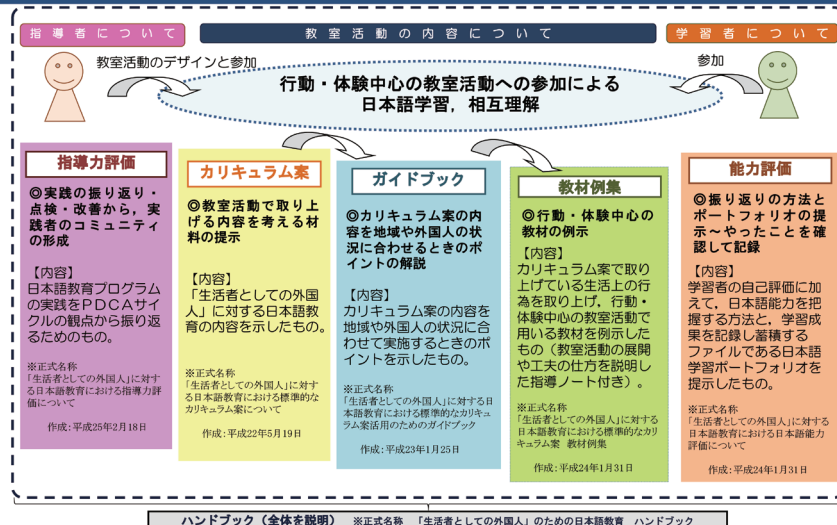 指導者について
教室活動の内容について
学習者について
教室活動のデザインと参加
参加
行動・体験中心の教室活動への参加による
日本語学習，相互理解
指導力評価
◎実践の振り返り・
点検・改善から，実
践者のコミュニティ
の形成
【内容】
日本語教育プログラム
の実践をＰＤＣＡサイ
クルの観点から振り返
るためのもの。
※正式名称
「生活者としての外国人」に対す
る日本語教育における指導力評
価について
作成：平成25年2月18日
カリキュラム案
◎教室活動で取り上
げる内容を考える材
料の提示
【内容】
「生活者としての外国
人」に対する日本語教
育の内容を示したもの。
※正式名称
「生活者としての外国人」に対す
る日本語教育における標準的な
カリキュラム案について
作成：平成22年5月19日
ガイドブック
◎カリキュラム案の内
容を地域や外国人の状
況に合わせるときのポ
イントの解説
【内容】
カリキュラム案の内容を
地域や外国人の状況に合
わせて実施するときのポ
イントを示したもの。
※正式名称
「生活者としての外国人」に対する日
本語教育における標準的なカリキュ
ラム案活用のためのガイドブック
作成：平成23年1月25日
教材例集
◎行動・体験中心の
教材の例示
【内容】
カリキュラム案で取り
上げている生活上の行
為を取り上げ，行動・
体験中心の教室活動で
用いる教材を例示した
もの（教室活動の展開
や工夫の仕方を説明し
た指導ノート付き）。
※正式名称
「生活者としての外国人」に対する
日本語教育における標準的なカリ
キュラム案　教材例集
作成：平成24年1月31日
能力評価
◎振り返りの方法と
ポートフォリオの提
示～やったことを確
認して記録
【内容】
学習者の自己評価に加
えて，日本語能力を把
握する方法と，学習成
果を記録し蓄積する
ファイルである日本語
学習ポートフォリオを
提示したもの。
※正式名称
「生活者としての外国人」に対する
日本語教育における日本語能力
評価について
作成：平成24年1月31日
ハンドブック（全体を説明）　※正式名称　「生活者としての外国人」のための日本語教育　ハンドブック